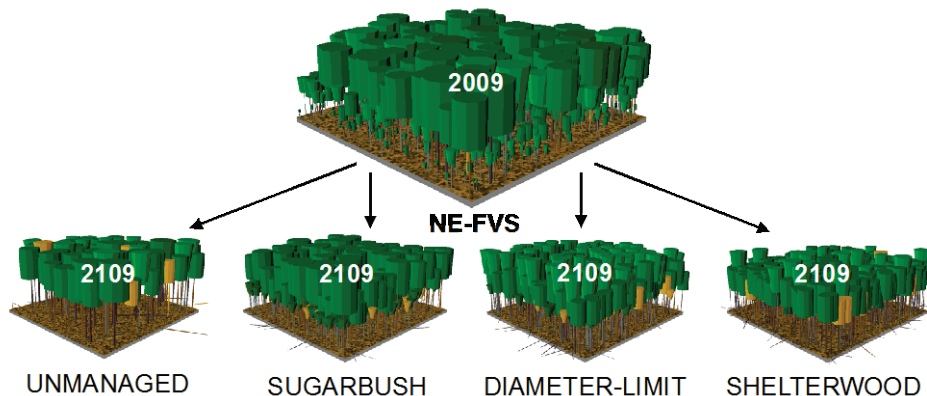 2009
NE-FVS
2109 2109 2109 2109
UNMANAGED SUGARBUSH DIAMETER-LIMIT SHELTERWOOD